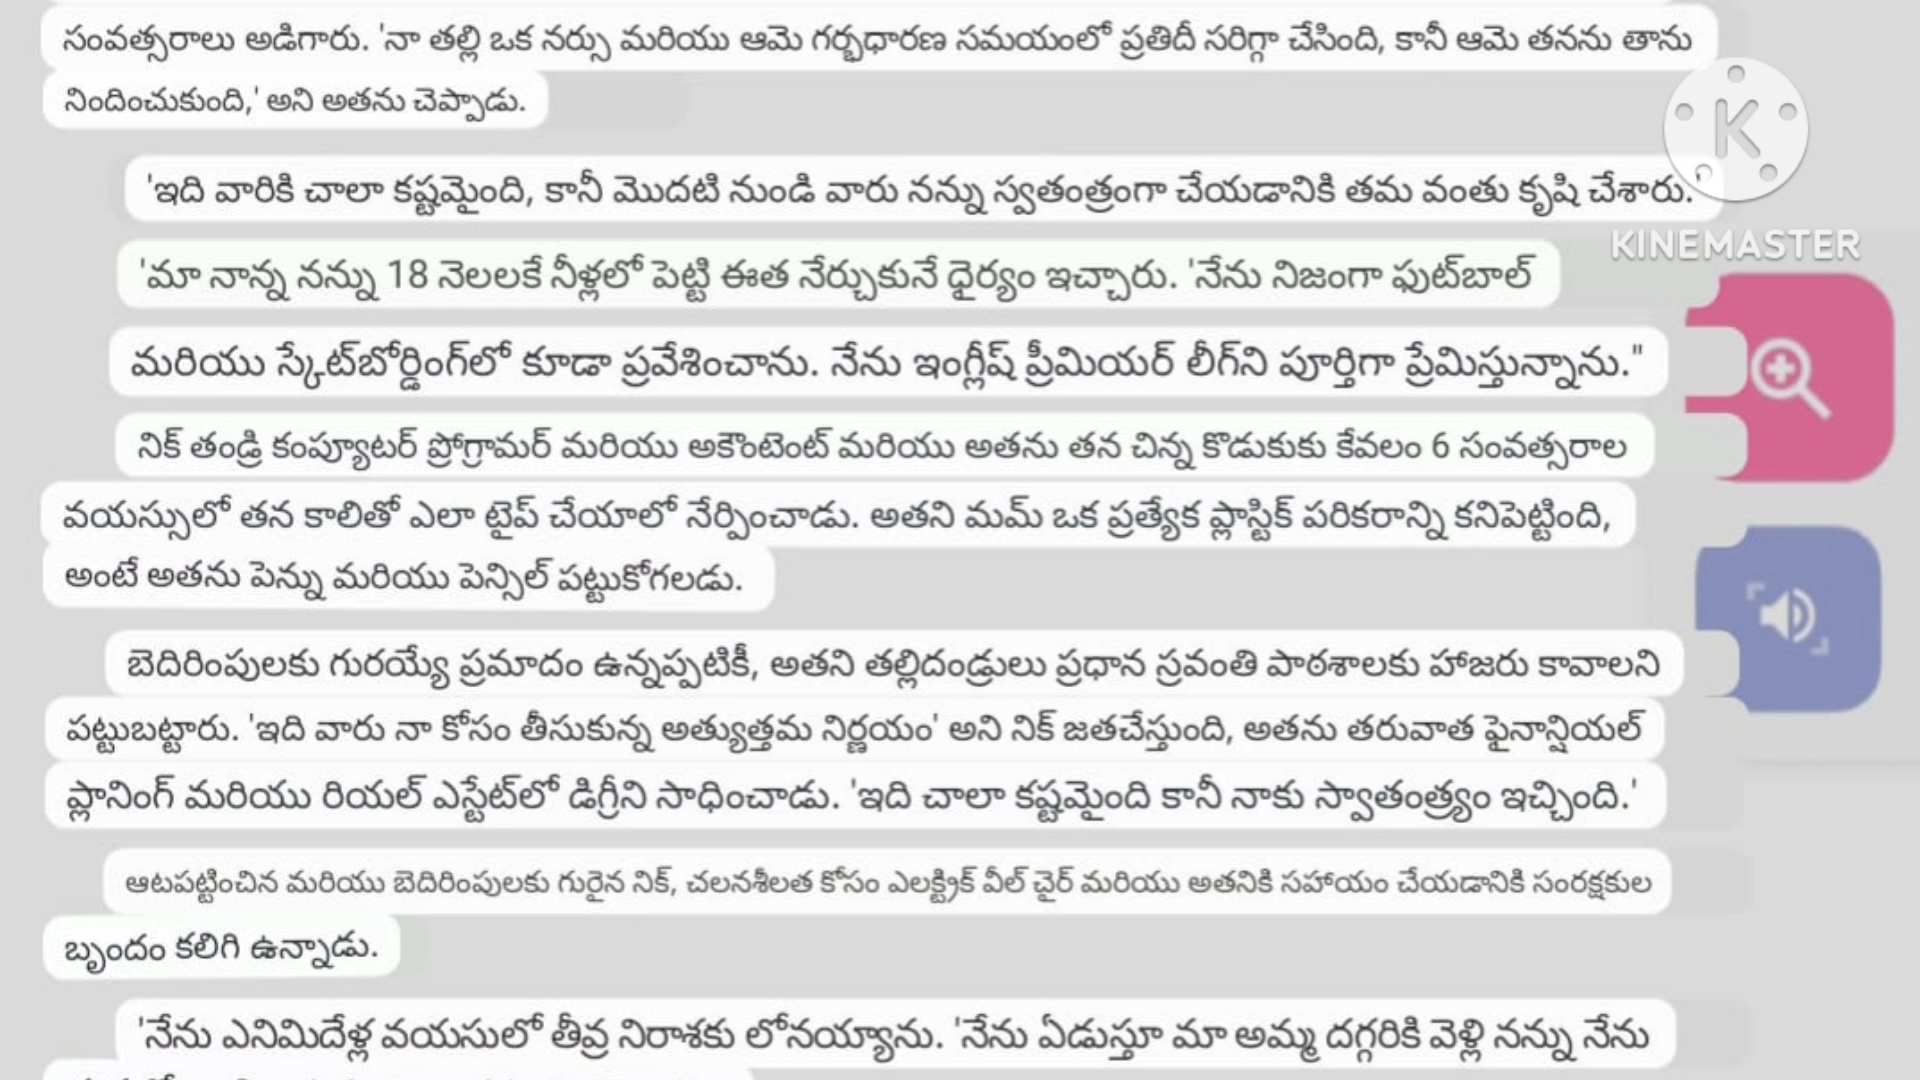 సంవత్సరాలు అడిగారు. 'నా తల్లి ఒక నర్సు మరియు ఆమె గర్భధారణ సమయంలో ప్రతిదీ సరిగ్గా చేసింది, కానీ ఆమె తనను తాను
నిందించుకుంది,' అని అతను చెప్పాడు.
'ఇది వారికి చాలా కష్టమైంది, కానీ మొదటి నుండి వారు నన్ను స్వతంత్రంగా చేయడానికి తమ వంతు కృషి చేశారు.'
KINEMASTER
'మా నాన్న నన్ను 18 నెలలకే నీళ్లలో పెట్టి ఈత నేర్చుకునే ధైర్యం ఇచ్చారు. 'నేను నిజంగా ఫుట్‌బాల్
మరియు స్కేట్‌బోర్డింగ్‌లో కూడా ప్రవేశించాను. నేను ఇంగ్లీష్ ప్రీమియర్ లీగ్‌ని పూర్తిగా ప్రేమిస్తున్నాను."
నిక్ తండ్రి కంప్యూటర్ ప్రోగ్రామర్ మరియు అకౌంటెంట్ మరియు అతను తన చిన్న కొడుకుకు కేవలం 6 సంవత్సరాల
వయస్సులో తన కాలితో ఎలా టైప్ చేయాలో నేర్పించాడు. అతని మమ్ ఒక ప్రత్యేక ప్లాస్టిక్ పరికరాన్ని కనిపెట్టింది,
అంటే అతను పెన్ను మరియు పెన్సిల్ పట్టుకోగలడు.
బెదిరింపులకు గురయ్యే ప్రమాదం ఉన్నప్పటికీ, అతని తల్లిదండ్రులు ప్రధాన స్రవంతి పాఠశాలకు హాజరు కావాలని
పట్టుబట్టారు. 'ఇది వారు నా కోసం తీసుకున్న అత్యుత్తమ నిర్ణయం' అని నిక్ జతచేస్తుంది, అతను తరువాత ఫైనాన్షియల్
ప్లానింగ్ మరియు రియల్ ఎస్టేట్‌లో డిగ్రీని సాధించాడు. 'ఇది చాలా కష్టమైంది కానీ నాకు స్వాతంత్ర్యం ఇచ్చింది.'
ఆటపట్టించిన మరియు బెదిరింపులకు గురైన నిక్, చలనశీలత కోసం ఎలక్ట్రిక్ వీల్ చైర్ మరియు అతనికి సహాయం చేయడానికి సంరక్షకుల
బృందం కలిగి ఉన్నాడు.
'నేను ఎనిమిదేళ్ల వయసులో తీవ్ర నిరాశకు లోనయ్యాను. 'నేను ఏడుస్తూ మా అమ్మ దగ్గరికి వెళ్లి నన్ను నేను